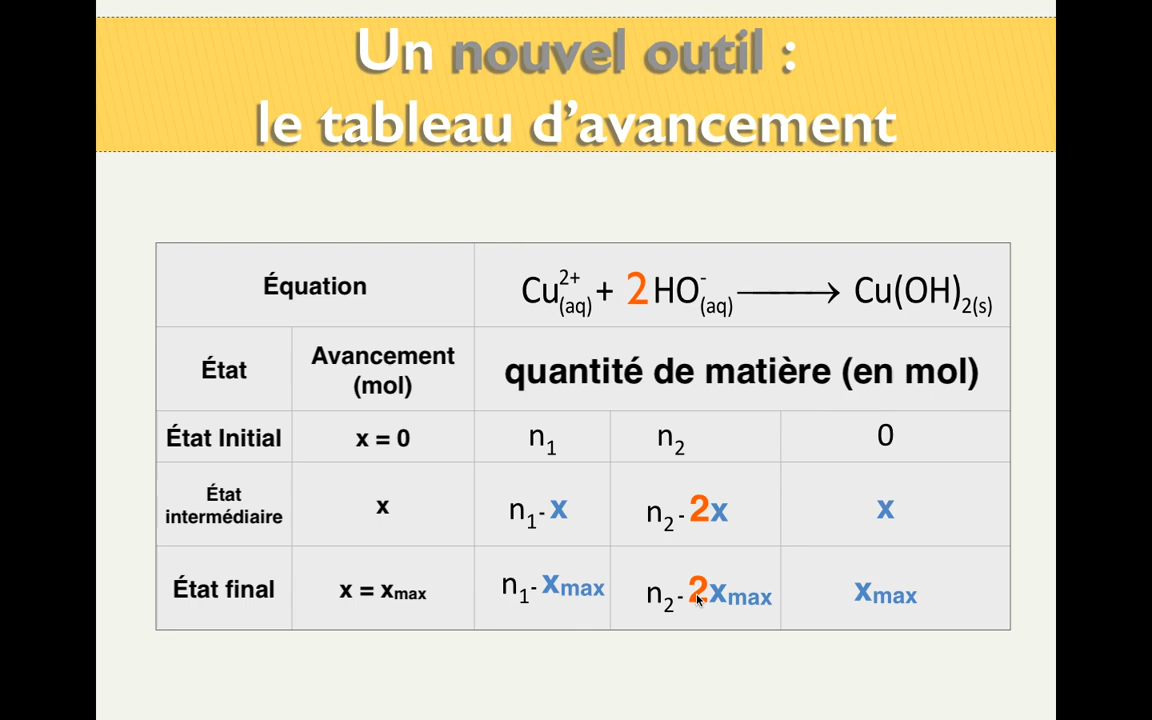 Un nouvel outil :
le tableau d’avancement
Équation
Cu²⁺(aq) + 2 HO⁻(aq) ⟶ Cu(OH)₂(s)
État
Avancement
(mol)
quantité de matière (en mol)
État Initial
x = 0
n₁
n₂
0
État
intermédiaire
x
n₁ - x
n₂ - 2x
x
État final
x = xmax
n₁ - xmax
n₂ - 2xmax
xmax